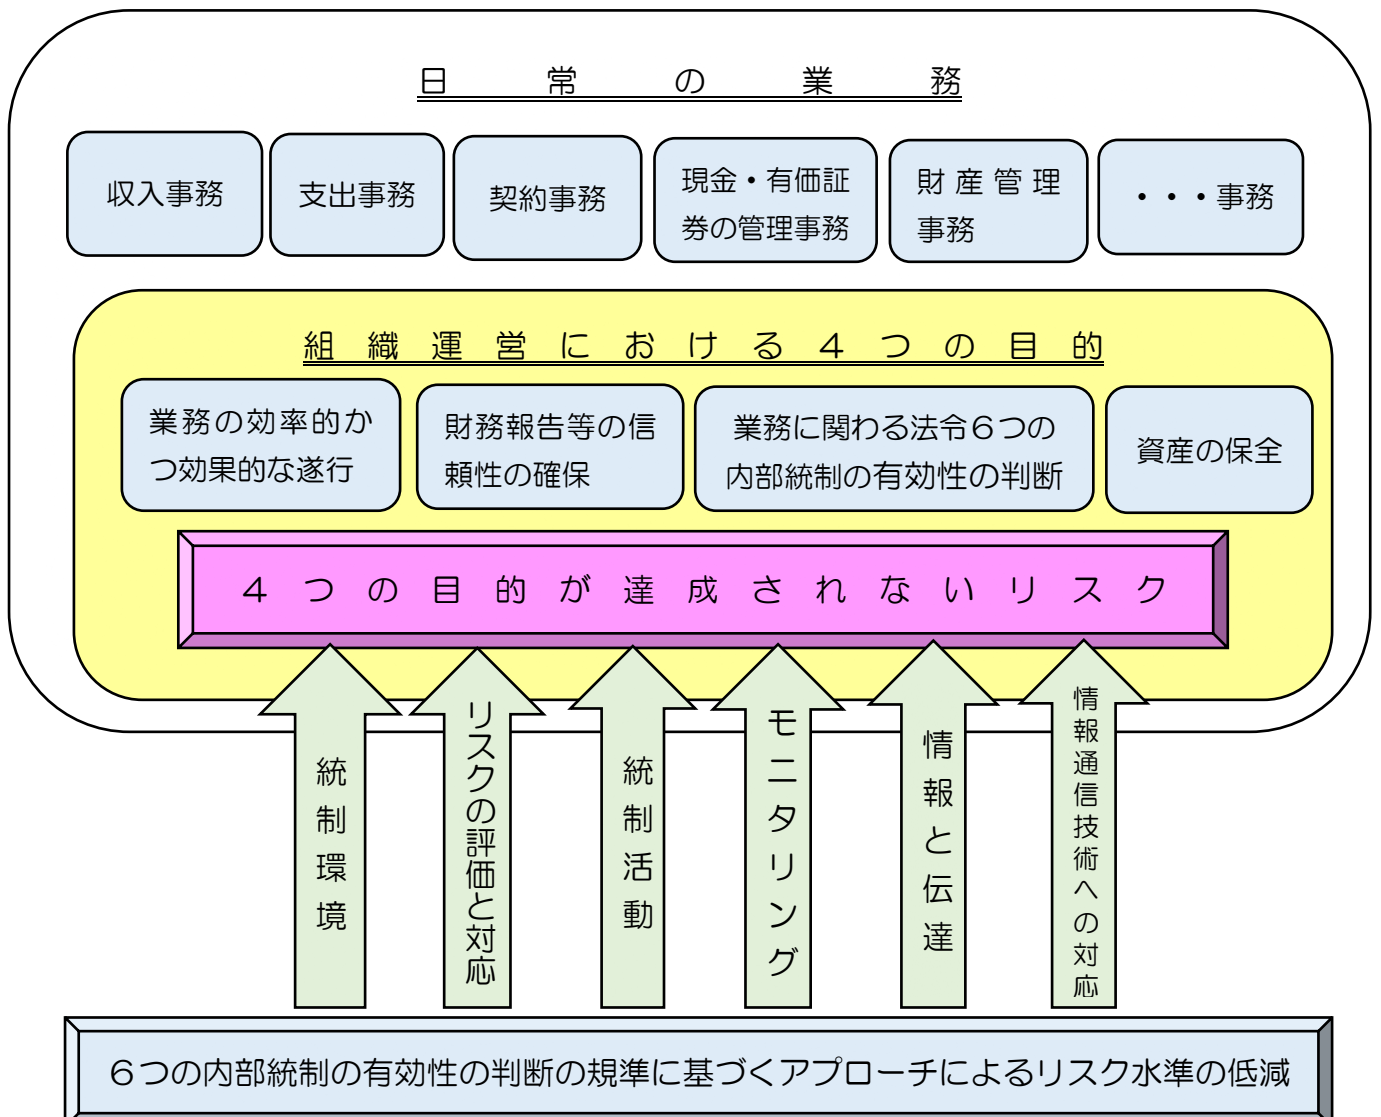 日常の業務
収入事務
支出事務
契約事務
現金・有価証
券の管理事務
財産管理
事務
・・・事務
組織運営における４つの目的
業務の効率的か
つ効果的な遂行
財務報告等の信
頼性の確保
業務に関わる法令６つの
内部統制の有効性の判断
資産の保全
４つの目的が達成されないリスク
統制環境
リスクの評価と対応
統制活動
モニタリング
情報と伝達
情報通信技術への対応
６つの内部統制の有効性の判断の規準に基づくアプローチによるリスク水準の低減